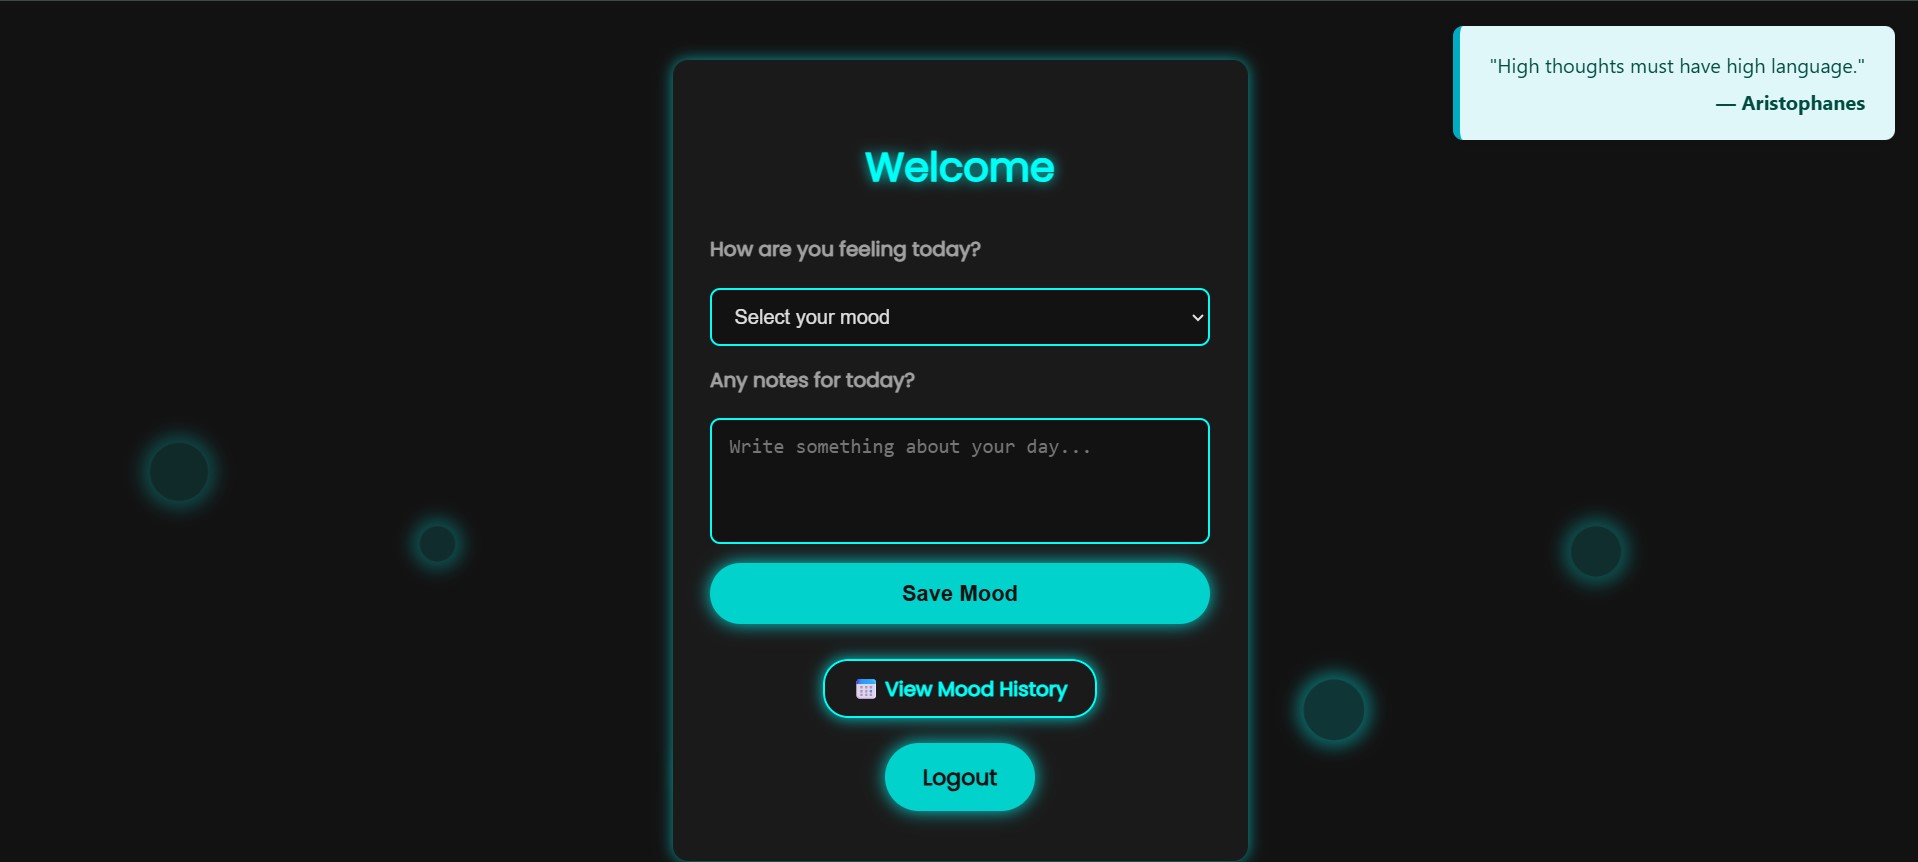 "High thoughts must have high language."
— Aristophanes
Welcome
How are you feeling today?
Select your mood
Any notes for today?
Write something about your day...
Save Mood
View Mood History
Logout